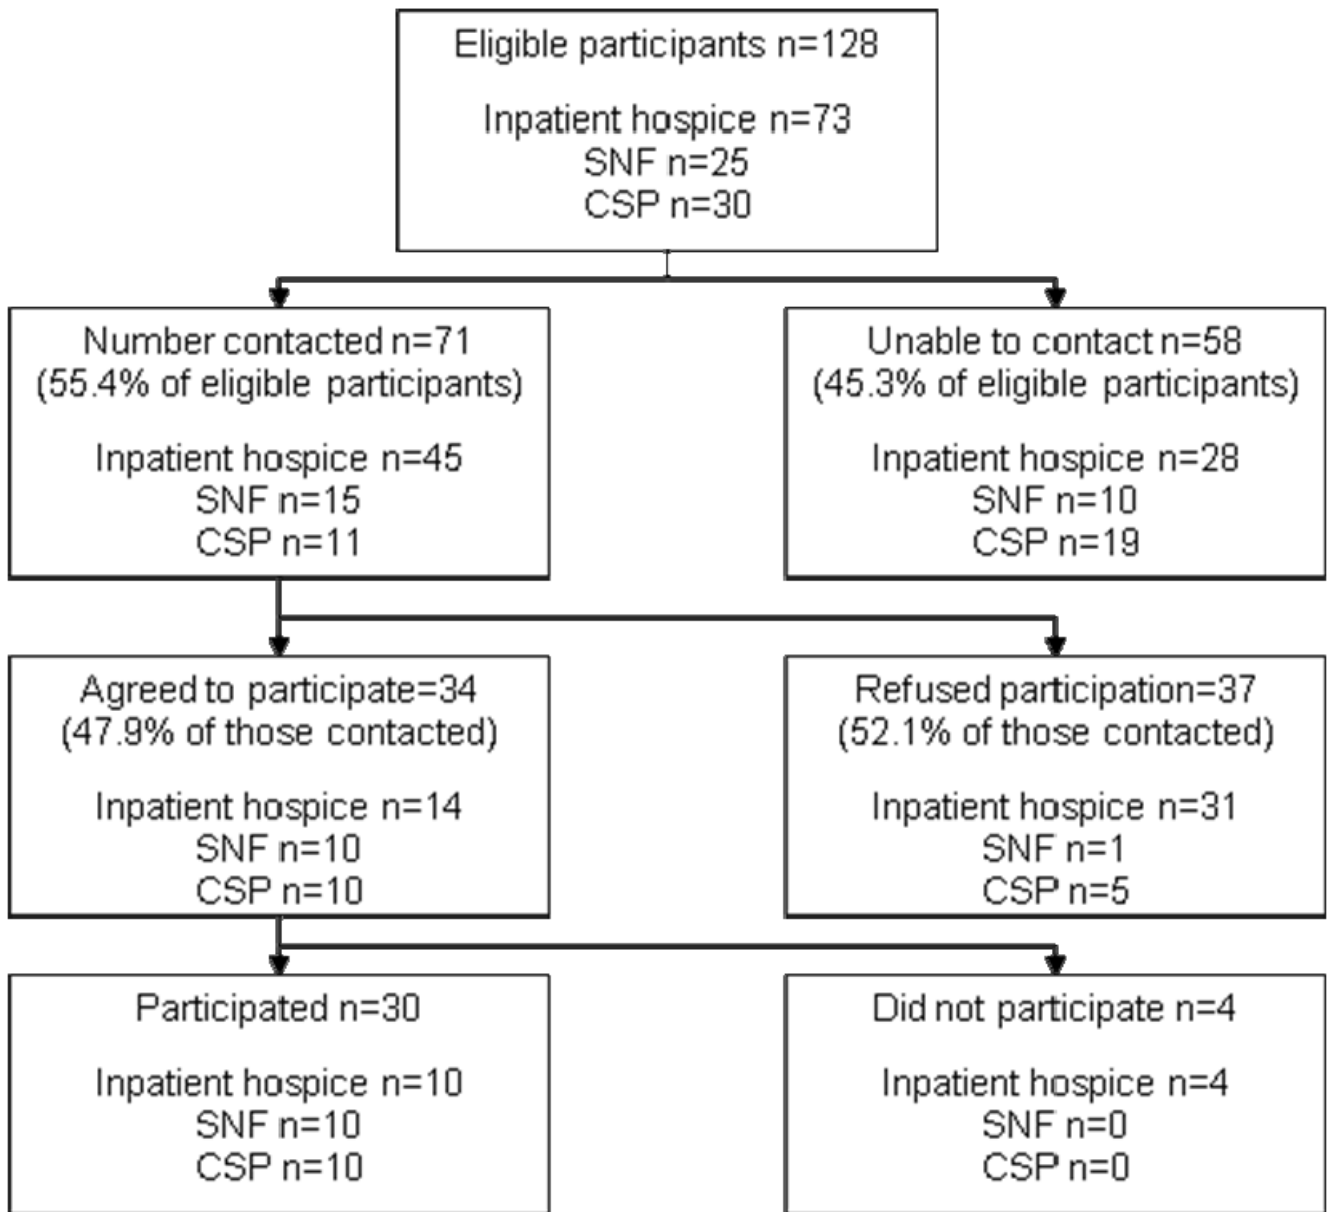 Eligible participants n=128
Inpatient hospice n=73
SNF n=25
CSP n=30
Number contacted n=71
(55.4% of eligible participants)
Inpatient hospice n=45
SNF n=15
CSP n=11
Unable to contact n=58
(45.3% of eligible participants)
Inpatient hospice n=28
SNF n=10
CSP n=19
Agreed to participate=34
(47.9% of those contacted)
Inpatient hospice n=14
SNF n=10
CSP n=10
Refused participation=37
(52.1% of those contacted)
Inpatient hospice n=31
SNF n=1
CSP n=5
Participated n=30
Inpatient hospice n=10
SNF n=10
CSP n=10
Did not participate n=4
Inpatient hospice n=4
SNF n=0
CSP n=0